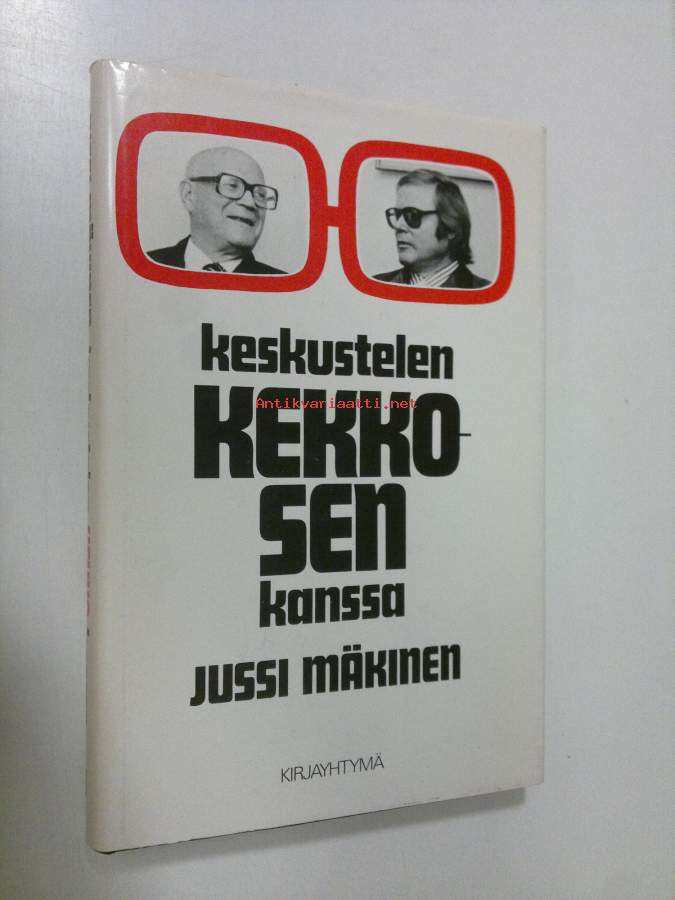 keskustelen
Antikvariaatti.net
KEKKO-
SEN
kanssa
JUSSI MÄKINEN
KIRJAYHTYMÄ